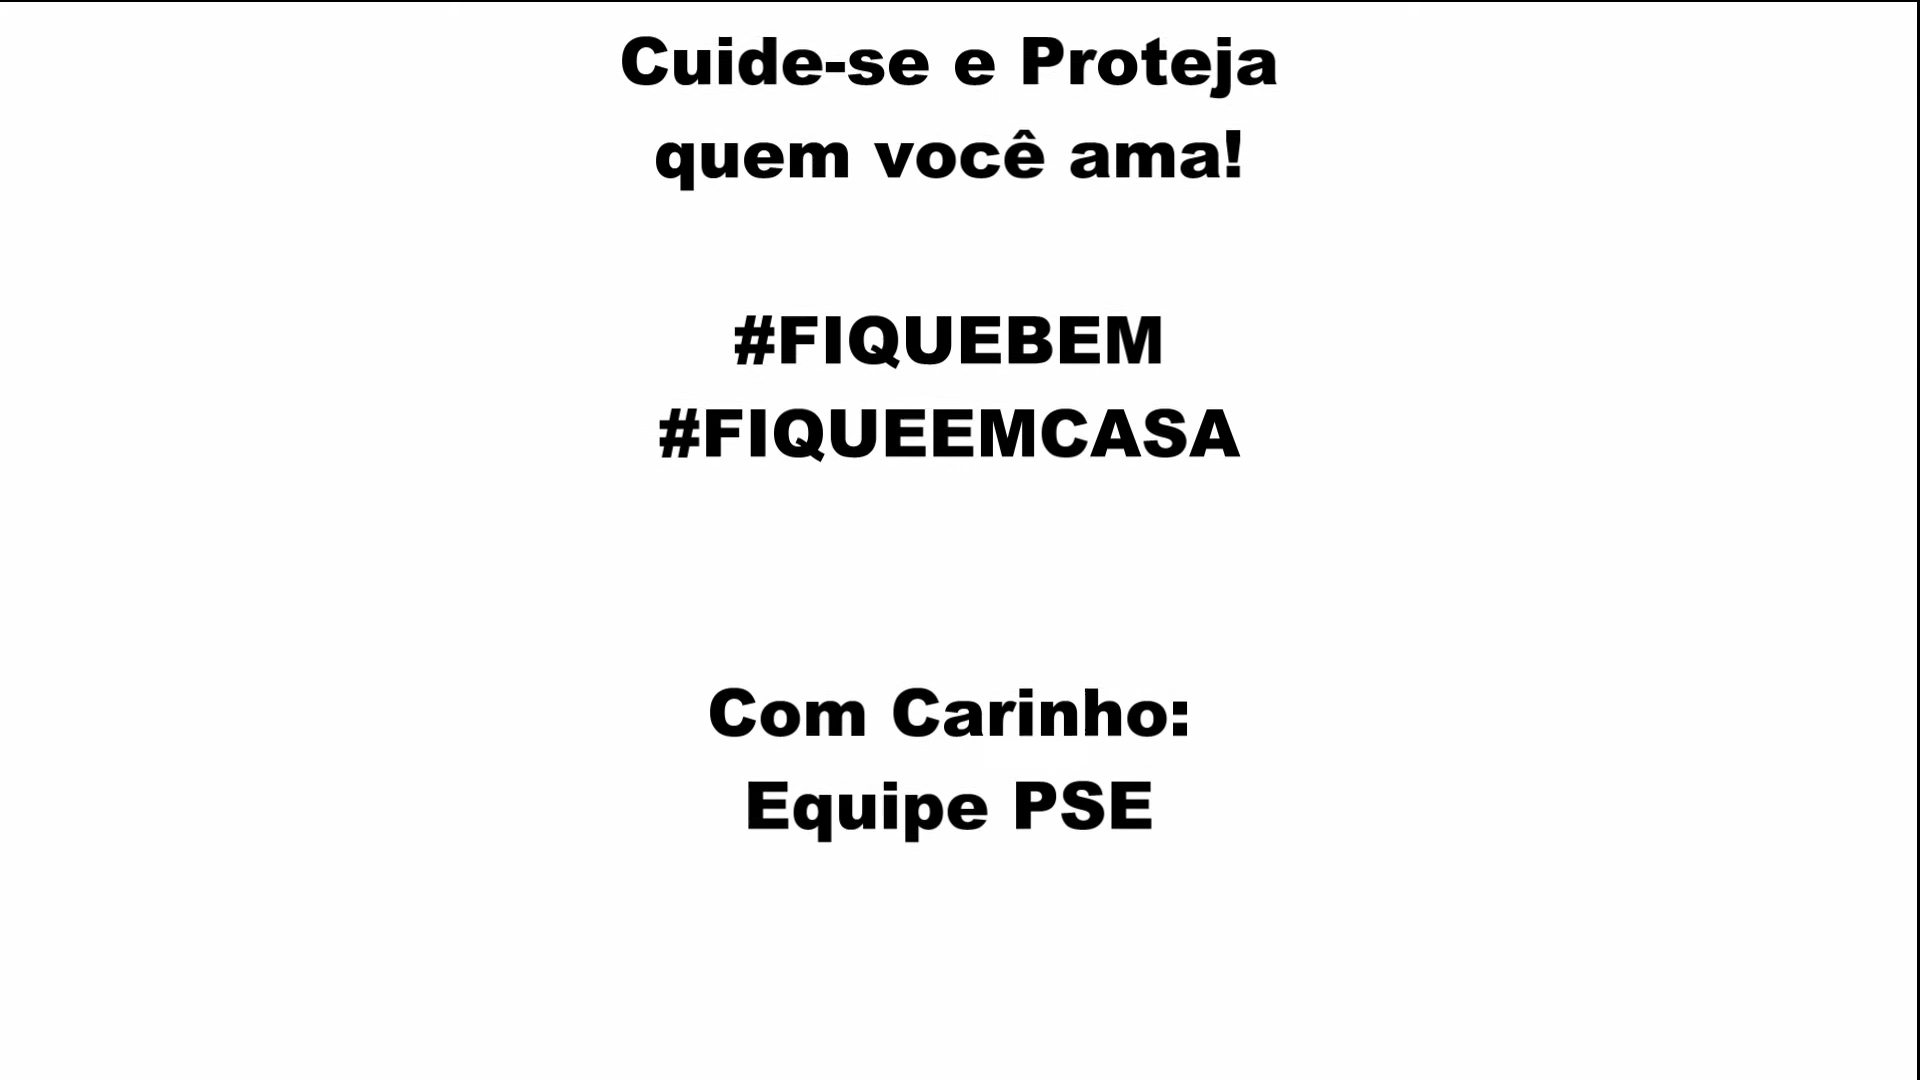 Cuide-se e Proteja
quem você ama!
#FIQUEBEM
#FIQUEEMCASA
Com Carinho:
Equipe PSE